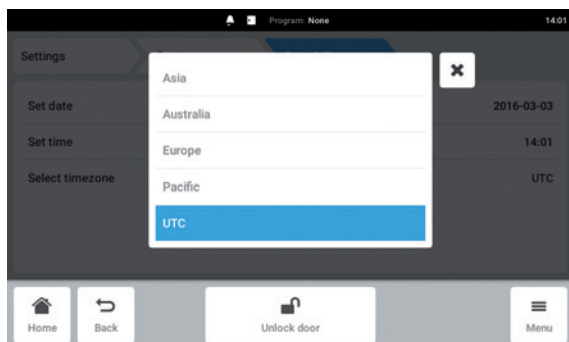 Program: None 14:01
Settings
Asia
Set date 2016-03-03
Australia
Set time 14:01
Europe
Select timezone UTC
Pacific
UTC
Home Back Unlock door Menu